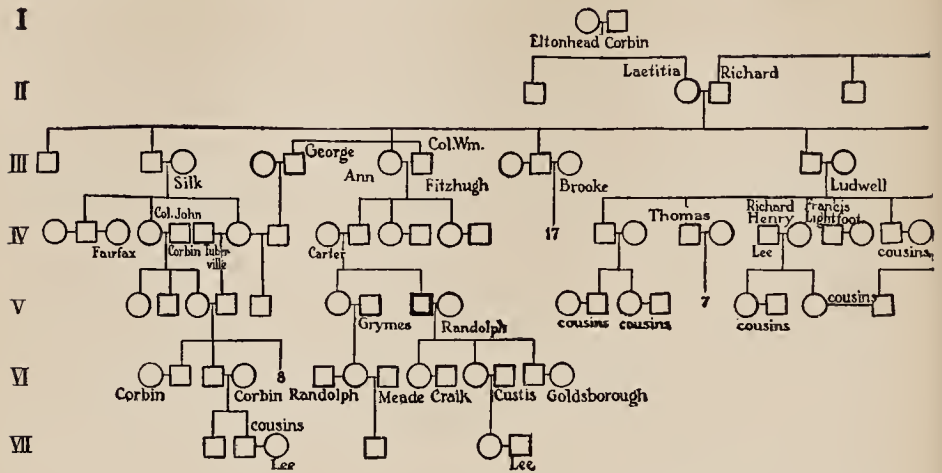 I
Eltonhead Corbin
II
Laetitia Richard
III
George Col. Wm.
Silk Ann Fitzhugh Brooke Ludwell
IV
Col. John Thomas Richard Henry Francis Lightfoot
Fairfax Corbin Tuberville Carter 17 Lee cousins
V
Grymes Randolph cousins cousins 7 cousins cousins
VI
8
Corbin Corbin Randolph Meade Craik Custis Goldsborough
VII
cousins
Lee Lee